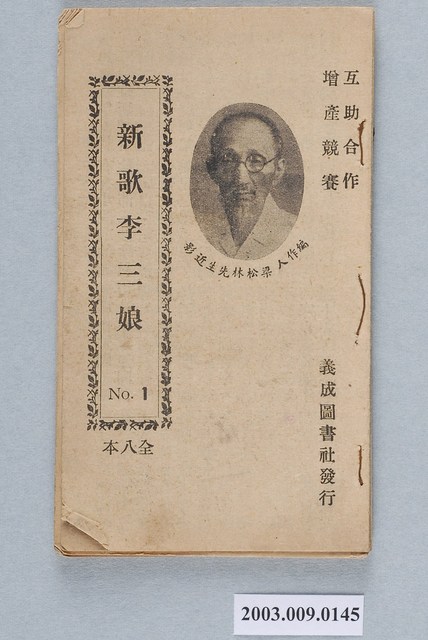 互助合作
增產競賽
義成圖書社發行
編作人梁松林先生近影
新歌李三娘
No. 1
全八本
2003.009.0145